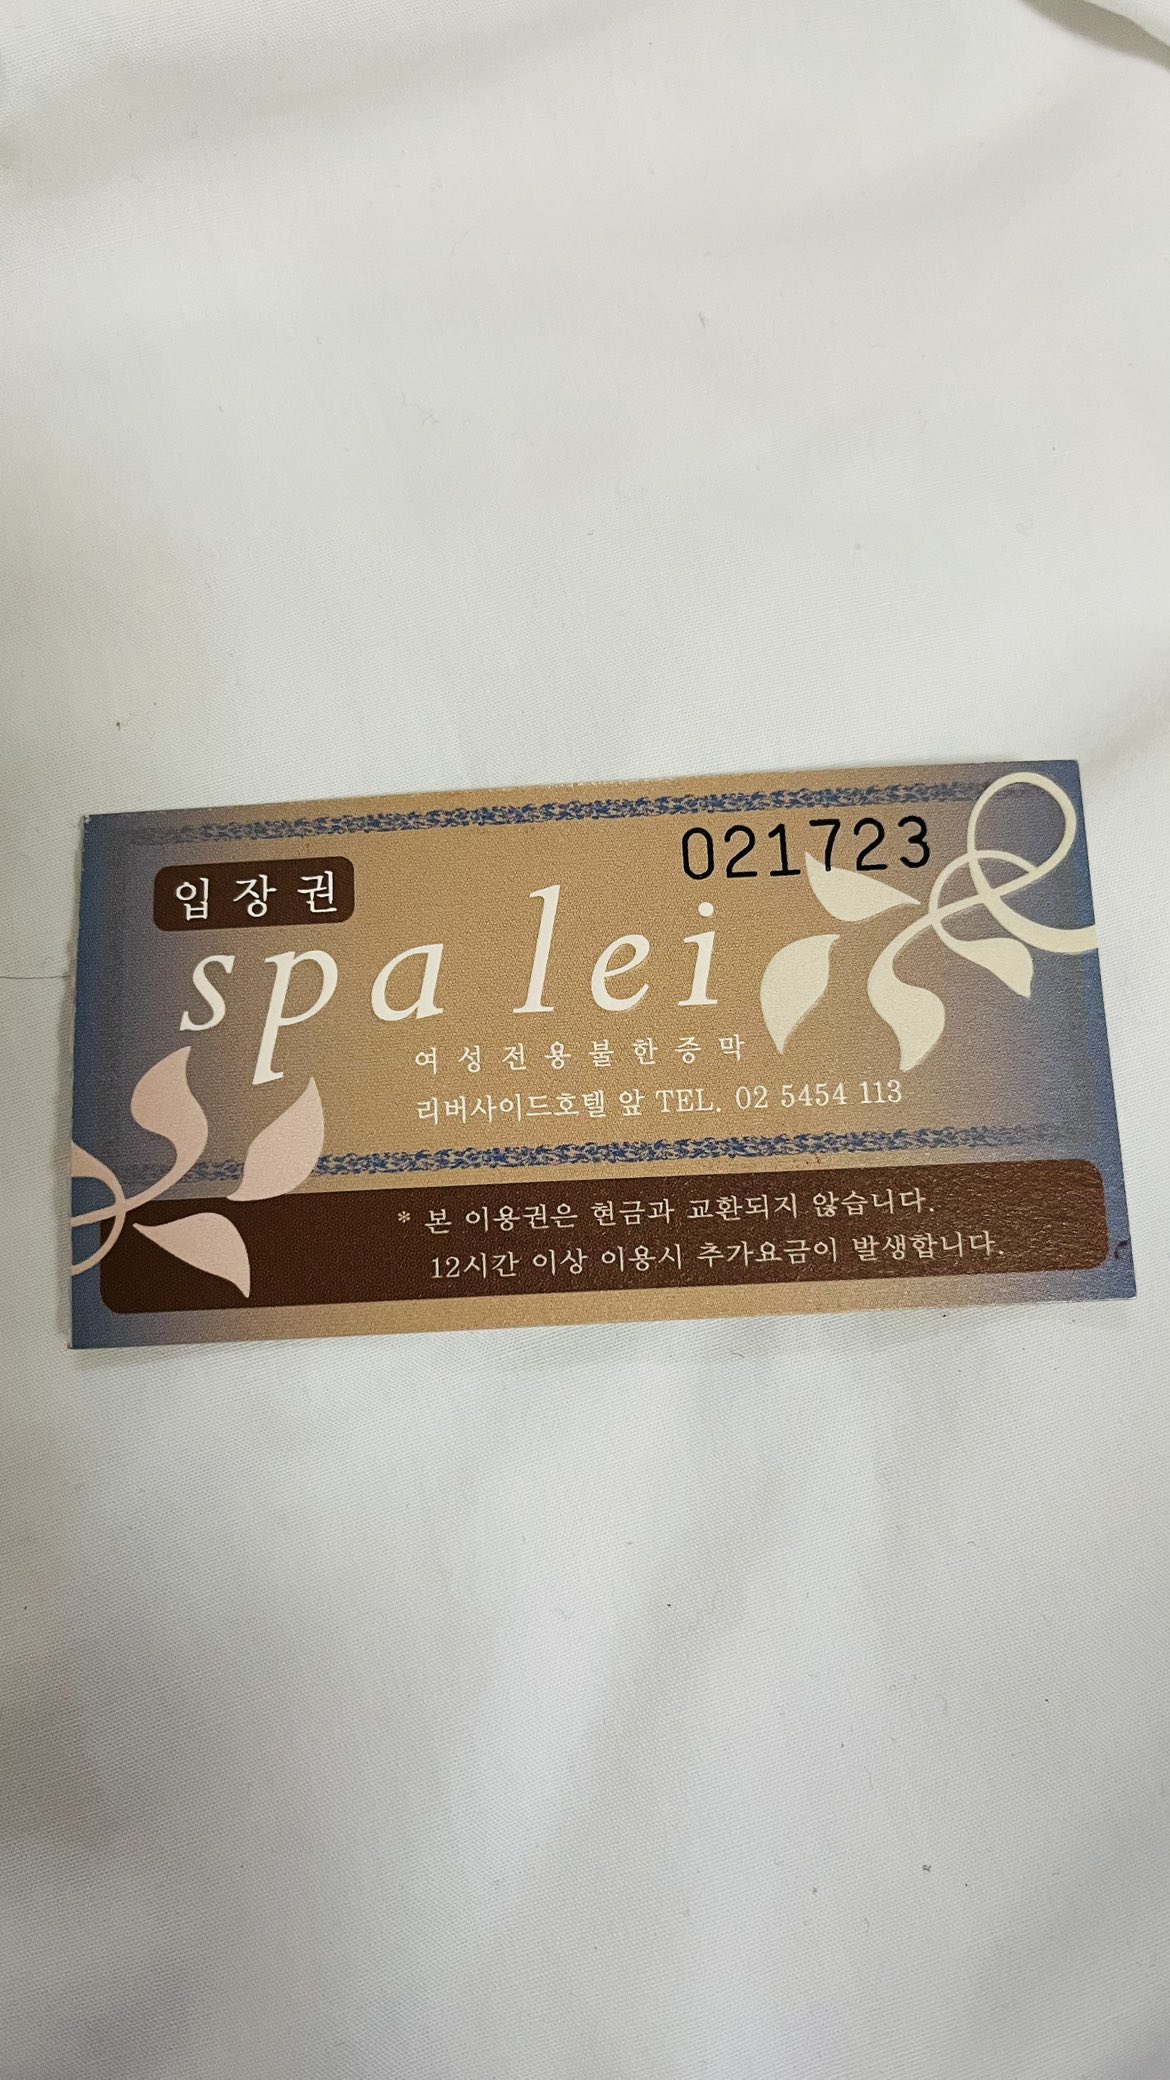 021723
입장권
spa lei
여성전용불한증막
리버사이드호텔 앞 TEL. 02 5454 113
* 본 이용권은 현금과 교환되지 않습니다.
12시간 이상 이용시 추가요금이 발생합니다.